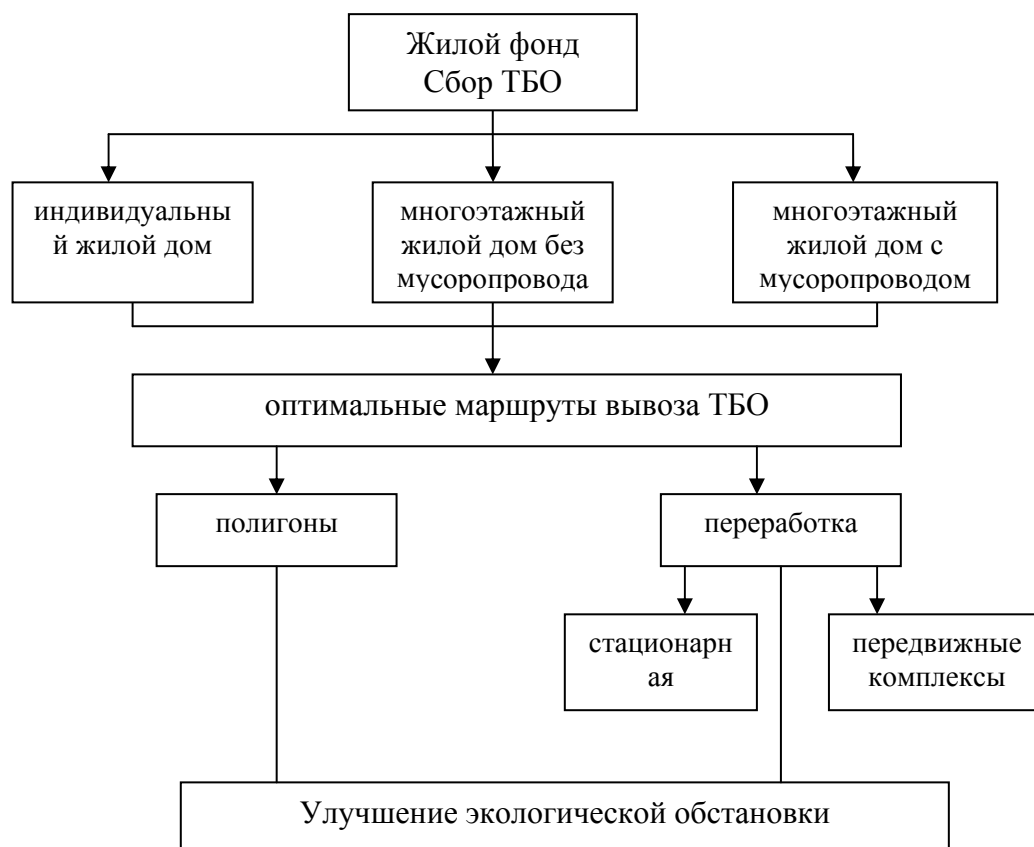 Жилой фонд
Сбор ТБО
индивидуальны
й жилой дом
многоэтажный
жилой дом без
мусоропровода
многоэтажный
жилой дом с
мусоропроводом
оптимальные маршруты вывоза ТБО
полигоны
переработка
стационарн
ая
передвижные
комплексы
Улучшение экологической обстановки